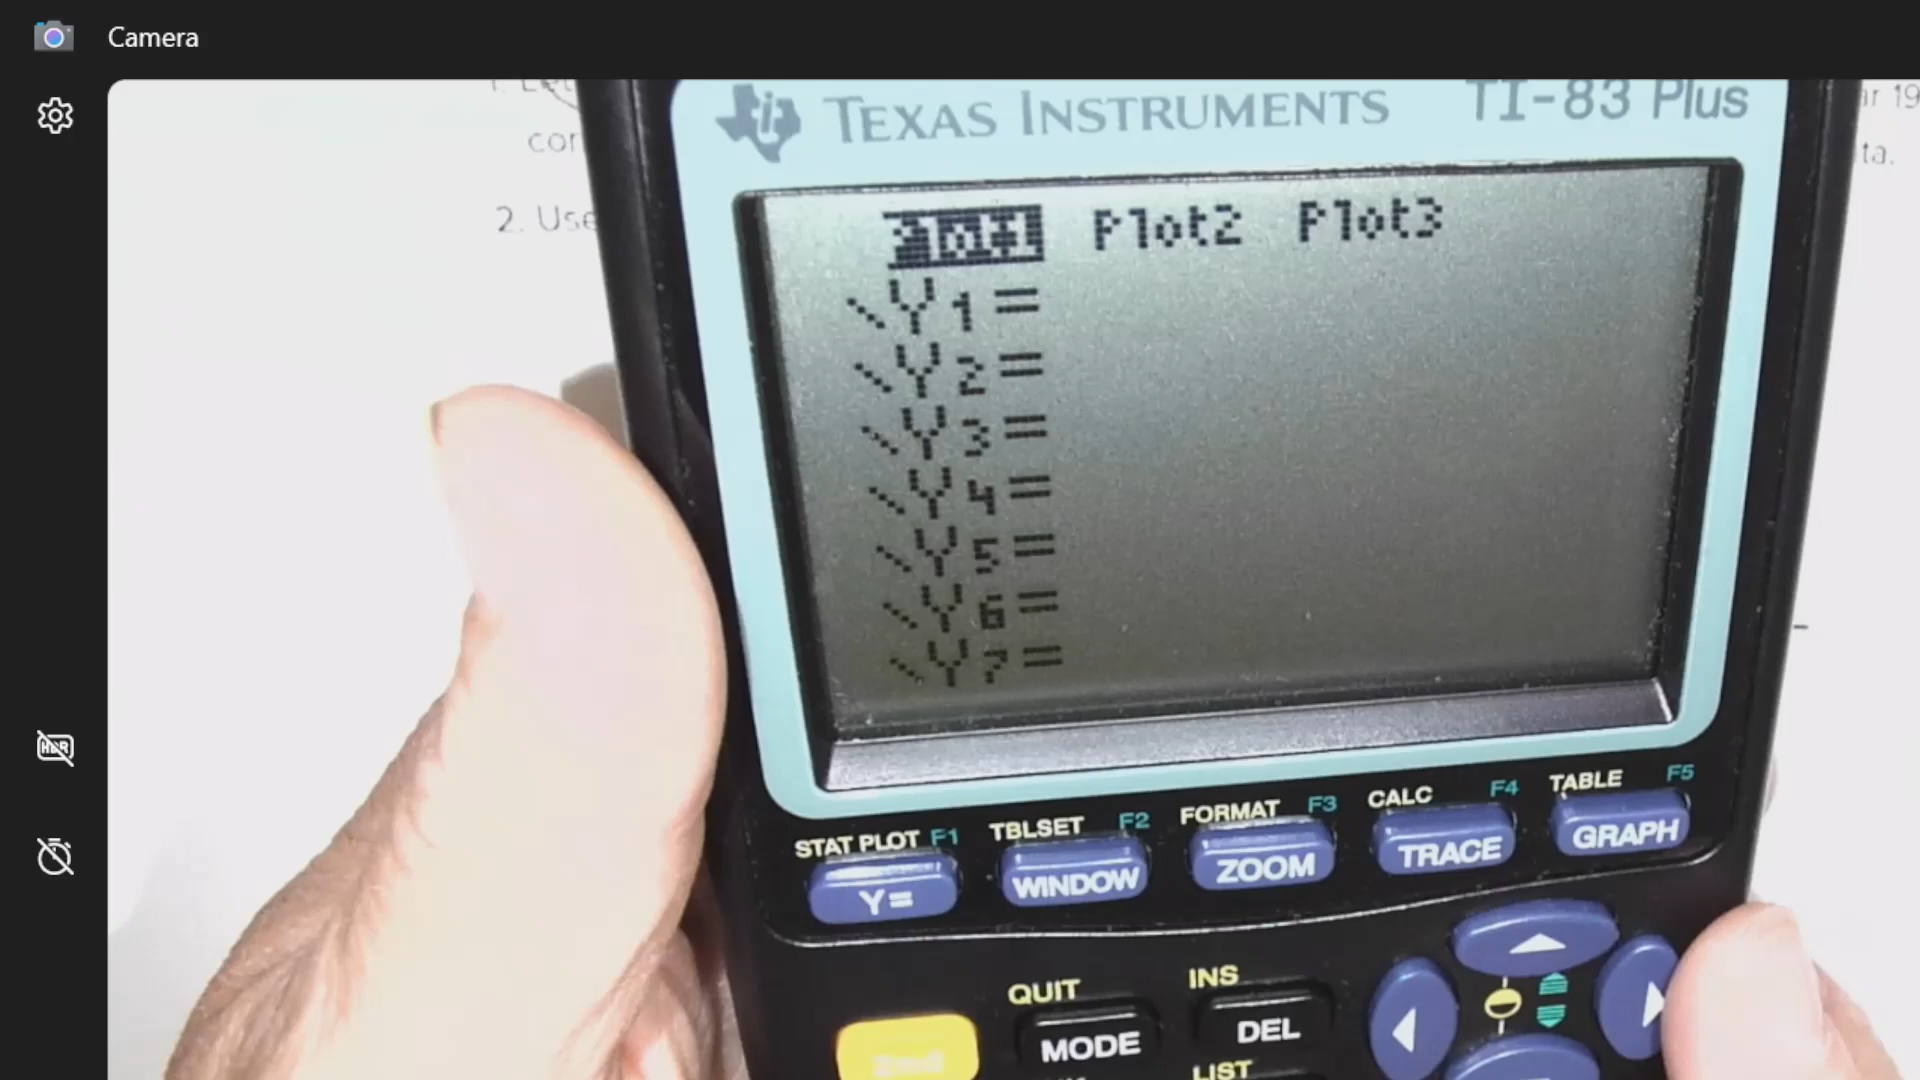 Camera
TEXAS INSTRUMENTS TI-83 Plus
2. Use
Plot1 Plot2 Plot3
\Y1=
\Y2=
\Y3=
\Y4=
\Y5=
\Y6=
\Y7=
STAT PLOT F1 TBLSET F2 FORMAT F3 CALC F4 TABLE F5
Y= WINDOW ZOOM TRACE GRAPH
QUIT INS
2nd MODE DEL
LIST